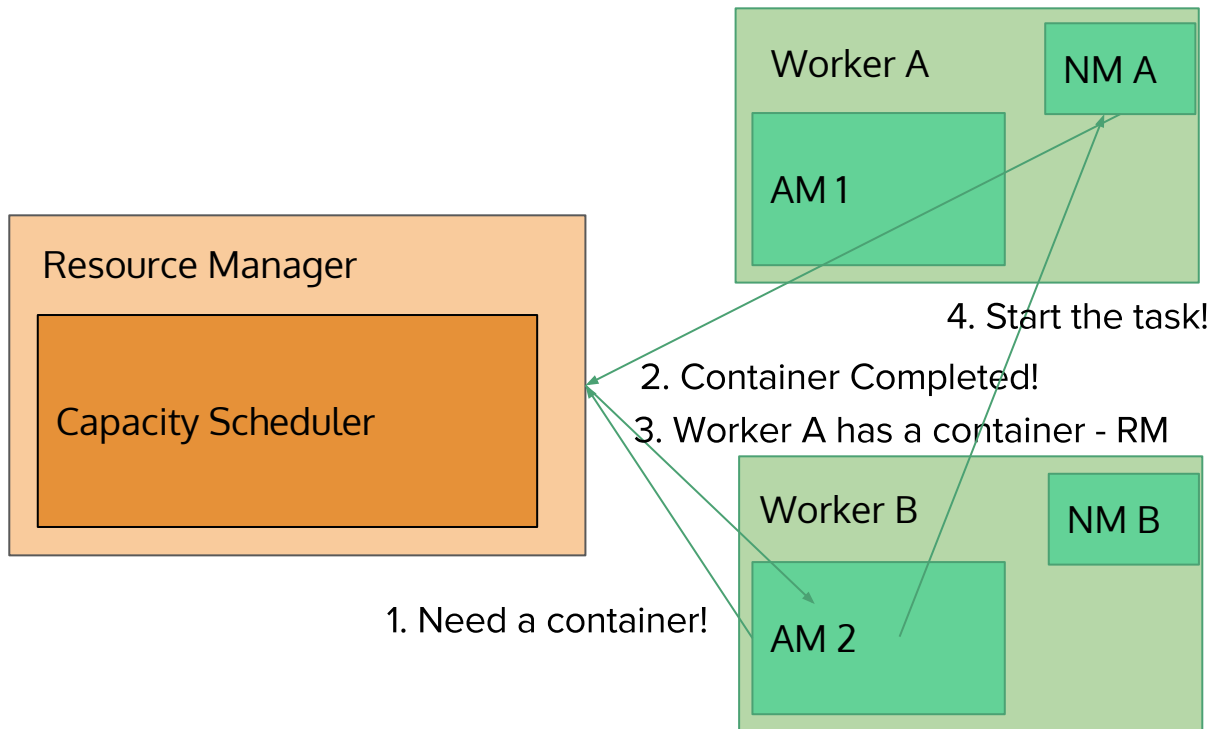 Worker A
NM A
AM 1
Resource Manager
Capacity Scheduler
4. Start the task!
2. Container Completed!
3. Worker A has a container - RM
Worker B
NM B
1. Need a container!
AM 2